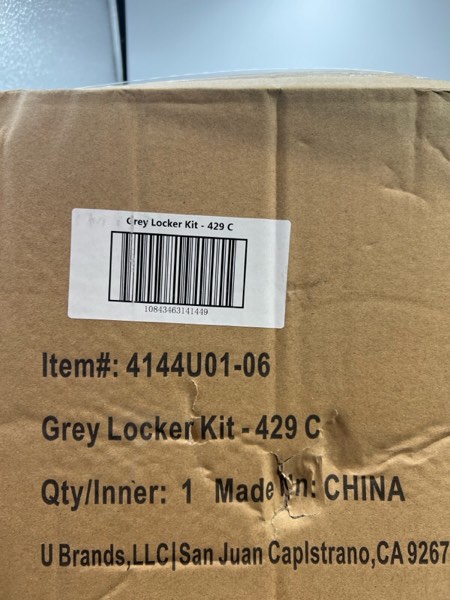 Grey Locker Kit - 429 C
10843463141449
Item#: 4144U01-06
Grey Locker Kit - 429 C
Qty/Inner: 1 Made In: CHINA
U Brands,LLC|San Juan CapIstrano,CA 9267